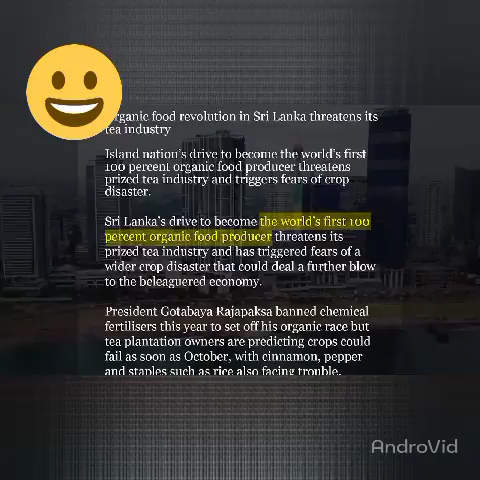 rganic food revolution in Sri Lanka threatens its
tea industry
Island nation's drive to become the world's first
100 percent organic food producer threatens
prized tea industry and triggers fears of crop
disaster.
Sri Lanka's drive to become the world's first 100
percent organic food producer threatens its
prized tea industry and has triggered fears of a
wider crop disaster that could deal a further blow
to the beleaguered economy.
President Gotabaya Rajapaksa banned chemical
fertilisers this year to set off his organic race but
tea plantation owners are predicting crops could
fail as soon as October, with cinnamon, pepper
and staples such as rice also facing trouble.
AndroVid